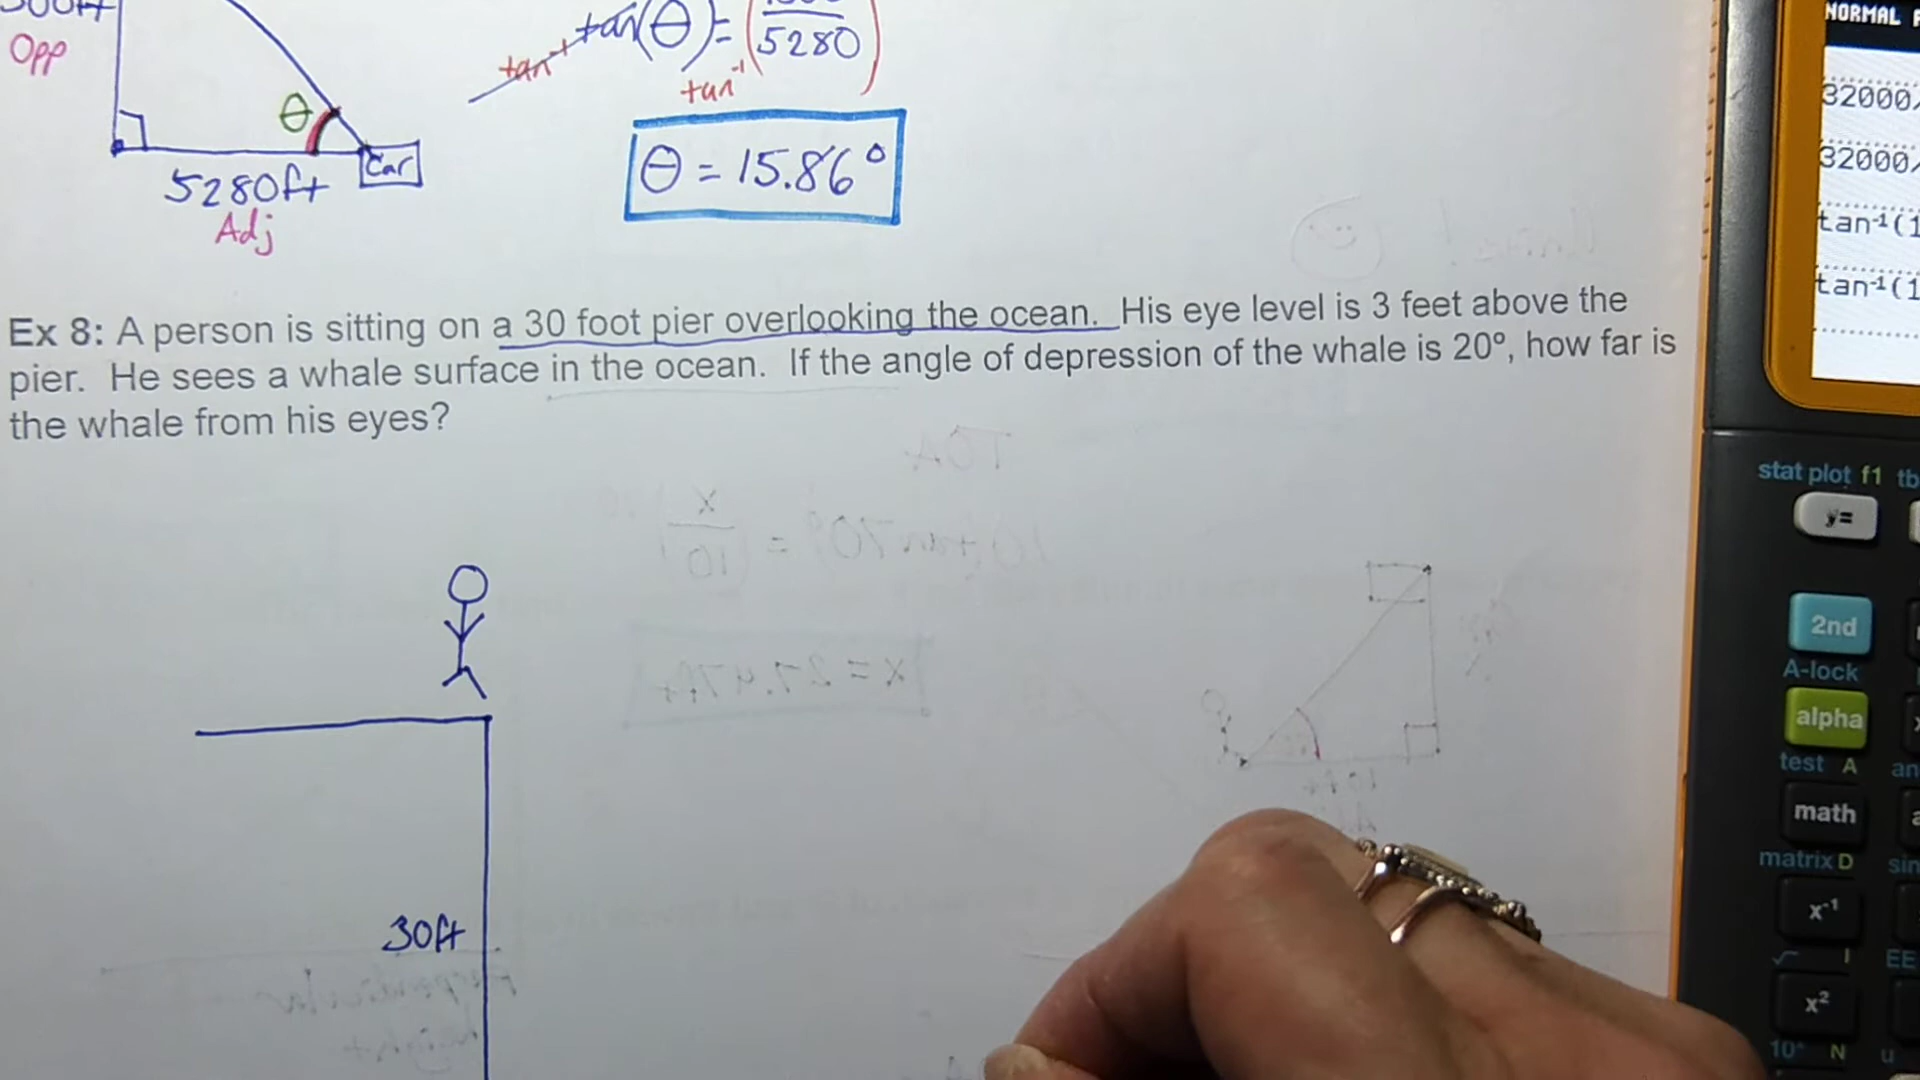 Opp
tan⁻¹ tan(θ) = (
5280)
tan⁻¹
θ
Car
5280ft
Adj
θ = 15.86°
Ex 8: A person is sitting on a 30 foot pier overlooking the ocean. His eye level is 3 feet above the
pier. He sees a whale surface in the ocean. If the angle of depression of the whale is 20º, how far is
the whale from his eyes?
30ft
NORMAL
32000/
32000/
tan⁻¹(1
tan⁻¹(1
stat plot f1
y=
2nd
A-lock
alpha
test A
math
matrix D
x⁻¹
√ I EE
x²
10ˣ N u